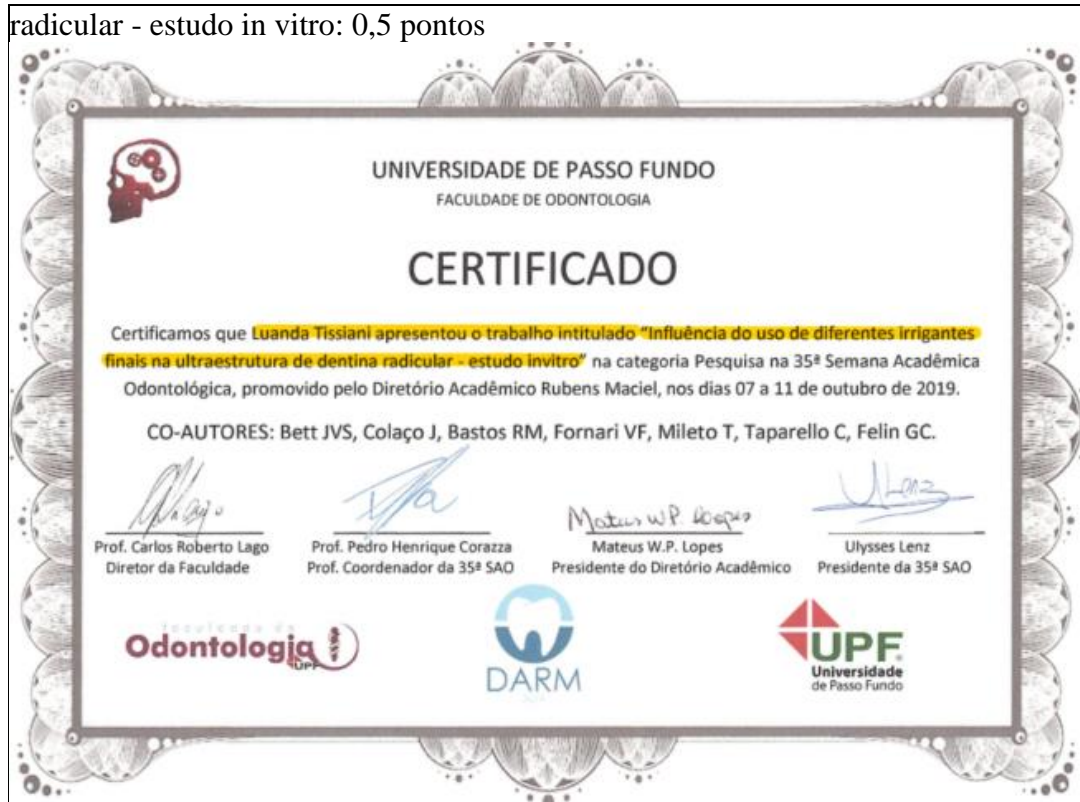 radicular - estudo in vitro: 0,5 pontos
UNIVERSIDADE DE PASSO FUNDO
FACULDADE DE ODONTOLOGIA
CERTIFICADO
Certificamos que Luanda Tissiani apresentou o trabalho intitulado "Influência do uso de diferentes irrigantes
finais na ultraestrutura de dentina radicular - estudo invitro" na categoria Pesquisa na 35ª Semana Acadêmica
Odontológica, promovido pelo Diretório Acadêmico Rubens Maciel, nos dias 07 a 11 de outubro de 2019.
CO-AUTORES: Bett JVS, Colaço J, Bastos RM, Fornari VF, Mileto T, Taparello C, Felin GC.
Mateus W.P. Lopes
ULenz
Prof. Carlos Roberto Lago
Diretor da Faculdade
Prof. Pedro Henrique Corazza
Prof. Coordenador da 35ª SAO
Mateus W.P. Lopes
Presidente do Diretório Acadêmico
Ulysses Lenz
Presidente da 35ª SAO
faculdade de
Odontologia
UPF
DARM
UPF
Universidade
de Passo Fundo